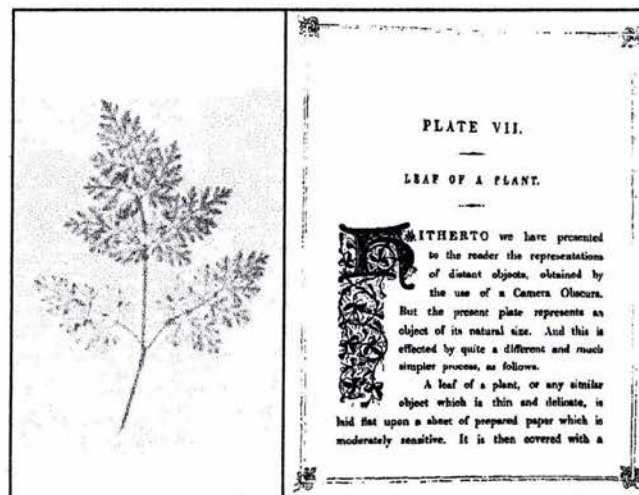 PLATE VII.
LEAF OF A PLANT.
HITHERTO we have presented
to the reader the representations
of distant objects, obtained by
the use of a Camera Obscura.
But the present plate represents an
object of its natural size. And this is
effected by quite a different and much
simpler process, as follows.
A leaf of a plant, or any similar
object which is thin and delicate, is
laid flat upon a sheet of prepared paper which is
moderately sensitive. It is then covered with a